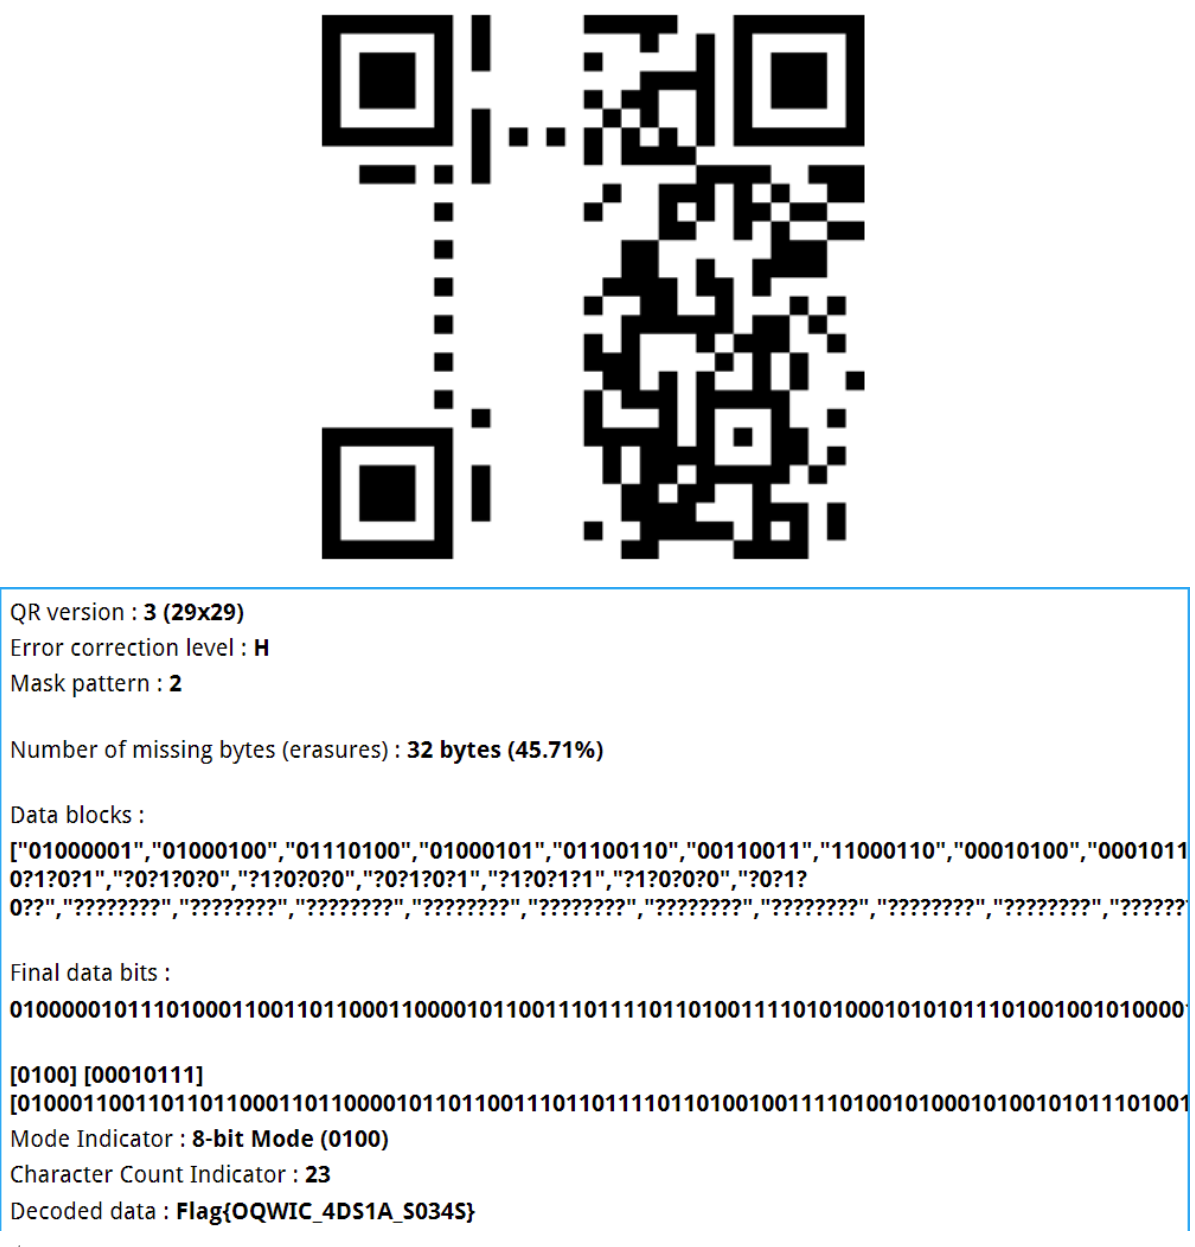 QR version : 3 (29x29)
Error correction level : H
Mask pattern : 2
Number of missing bytes (erasures) : 32 bytes (45.71%)
Data blocks :
["01000001","01000100","01110100","01000101","01100110","00110011","11000110","00010100","0001011
0?1?0?1","?0?1?0?0","?1?0?0?0","?0?1?0?1","?1?0?1?1","?1?0?0?0","?0?1?
0??","????????","????????","????????","????????","????????","????????","????????","????????","????????","??????
Final data bits :
010000010111010001100110110001100001011001110111101101001111010100010101011101001001010000
[0100] [00010111]
[010001100110110110001101100001011011001110110111101101001001111010010100010100101011101001
Mode Indicator : 8-bit Mode (0100)
Character Count Indicator : 23
Decoded data : Flag{OQWIC_4DS1A_S034S}